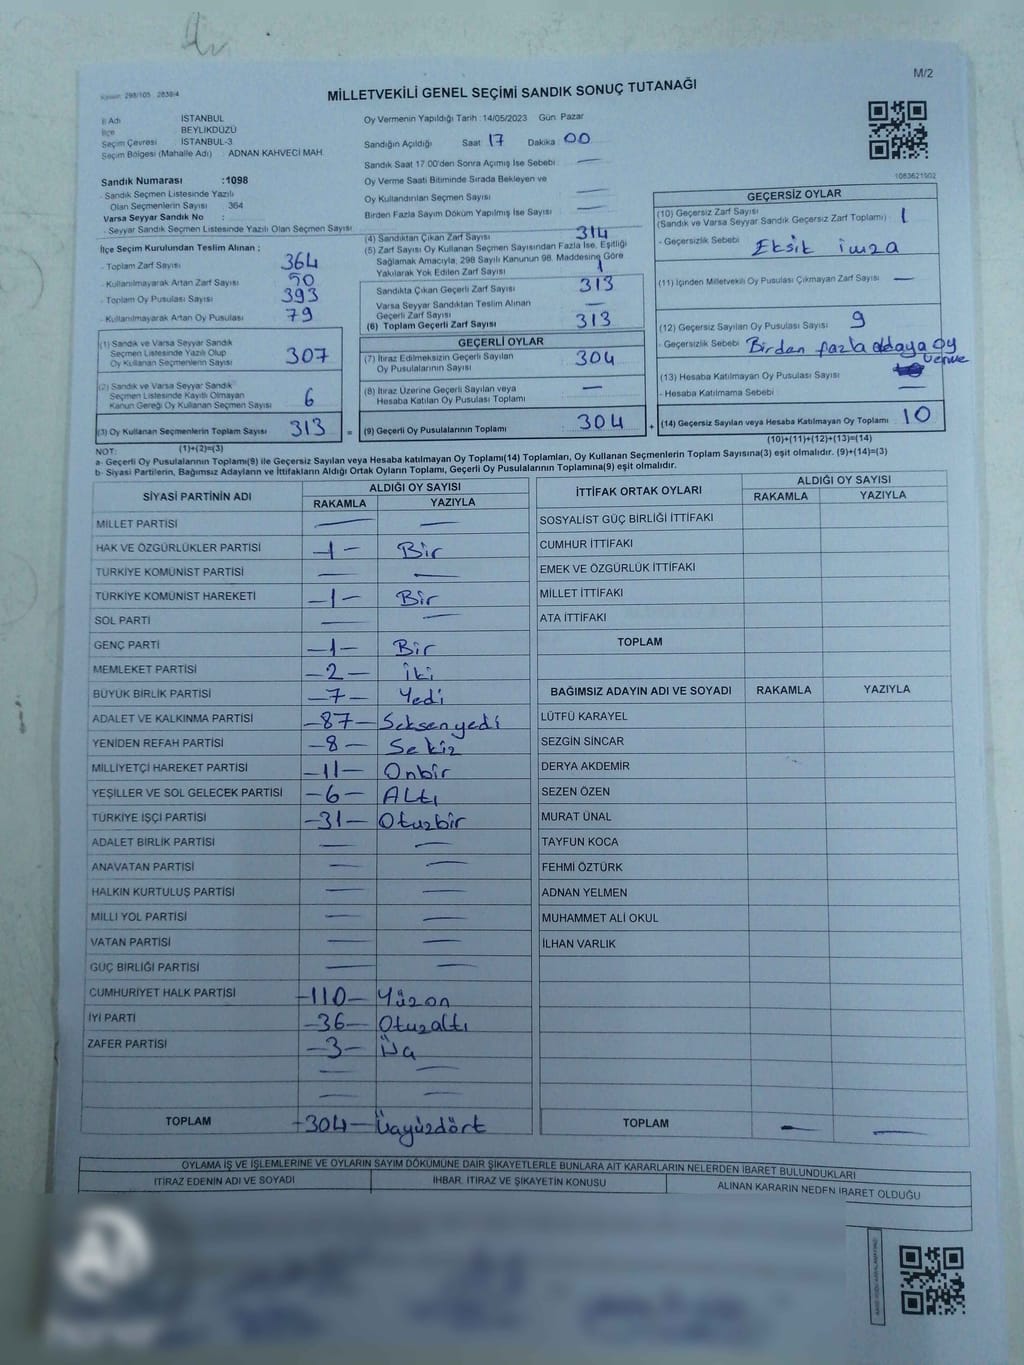 M/2
MİLLETVEKİLİ GENEL SEÇİMİ SANDIK SONUÇ TUTANAĞI
İl Adı İSTANBUL
İlçe BEYLİKDÜZÜ
Seçim Çevresi İSTANBUL-3
Seçim Bölgesi (Mahalle Adı) ADNAN KAHVECİ MAH.
Sandık Numarası :1098
- Sandık Seçmen Listesinde Yazılı
Olan Seçmenlerin Sayısı 364
Varsa Seyyar Sandık No :
- Seyyar Sandık Seçmen Listesinde Yazılı Olan Seçmen Sayısı
İlçe Seçim Kurulundan Teslim Alınan ;
- Toplam Zarf Sayısı 364
- Kullanılmayarak Artan Zarf Sayısı 50
- Toplam Oy Pusulası Sayısı 393
- Kullanılmayarak Artan Oy Pusulası 79
(1) Sandık ve Varsa Seyyar Sandık
Seçmen Listesinde Yazılı Olup
Oy Kullanan Seçmenlerin Sayısı 307
(2) Sandık ve Varsa Seyyar Sandık
Seçmen Listesinde Kayıtlı Olmayan
Kanun Gereği Oy Kullanan Seçmen Sayısı 6
(3) Oy Kullanan Seçmenlerin Toplam Sayısı 313 =
(1)+(2)=(3)
Oy Vermenin Yapıldığı Tarih :14/05/2023 Gün Pazar
Sandığın Açıldığı Saat 17 Dakika 00
Sandık Saat 17.00'den Sonra Açılmış İse Sebebi —
Oy Verme Saati Bitiminde Sırada Bekleyen ve
Oy Kullandırılan Seçmen Sayısı —
Birden Fazla Sayım Döküm Yapılmış İse Sayısı —
(4) Sandıktan Çıkan Zarf Sayısı 314
(5) Zarf Sayısı Oy Kullanan Seçmen Sayısından Fazla İse, Eşitliği
Sağlamak Amacıyla, 298 Sayılı Kanunun 98. Maddesine Göre
Yakılarak Yok Edilen Zarf Sayısı 1
Sandıkta Çıkan Geçerli Zarf Sayısı 313
Varsa Seyyar Sandıktan Teslim Alınan
Geçerli Zarf Sayısı —
(6) Toplam Geçerli Zarf Sayısı 313
GEÇERLİ OYLAR
(7) İtiraz Edilmeksizin Geçerli Sayılan
Oy Pusulalarının Sayısı 304
(8) İtiraz Üzerine Geçerli Sayılan veya
Hesaba Katılan Oy Pusulası Toplamı —
(9) Geçerli Oy Pusulalarının Toplamı 304 +
1083621502
GEÇERSİZ OYLAR
(10) Geçersiz Zarf Sayısı
(Sandık ve Varsa Seyyar Sandık Geçersiz Zarf Toplamı) 1
- Geçersizlik Sebebi Eksik imza
(11) İçinden Milletvekili Oy Pusulası Çıkmayan Zarf Sayısı —
(12) Geçersiz Sayılan Oy Pusulası Sayısı 9
- Geçersizlik Sebebi Birden fazla adaya oy
verme
(13) Hesaba Katılmayan Oy Pusulası Sayısı
- Hesaba Katılmama Sebebi —
(14) Geçersiz Sayılan veya Hesaba Katılmayan Oy Toplamı 10
(10)+(11)+(12)+(13)=(14)
NOT:
a- Geçerli Oy Pusulalarının Toplamı(9) ile Geçersiz Sayılan veya Hesaba katılmayan Oy Toplamı(14) Toplamları, Oy Kullanan Seçmenlerin Toplam Sayısına(3) eşit olmalıdır. (9)+(14)=(3)
b- Siyasi Partilerin, Bağımsız Adayların ve İttifakların Aldığı Ortak Oyların Toplamı, Geçerli Oy Pusulalarının Toplamına(9) eşit olmalıdır.
SİYASİ PARTİNİN ADI ALDIĞI OY SAYISI
RAKAMLA YAZIYLA
MİLLET PARTİSİ — —
HAK VE ÖZGÜRLÜKLER PARTİSİ -1- Bir
TÜRKİYE KOMÜNİST PARTİSİ — —
TÜRKİYE KOMÜNİST HAREKETİ -1- Bir
SOL PARTİ — —
GENÇ PARTİ -1- Bir
MEMLEKET PARTİSİ -2- İki
BÜYÜK BİRLİK PARTİSİ -7- Yedi
ADALET VE KALKINMA PARTİSİ -87- Seksenyedi
YENİDEN REFAH PARTİSİ -8- Sekiz
MİLLİYETÇİ HAREKET PARTİSİ -11- Onbir
YEŞİLLER VE SOL GELECEK PARTİSİ -6- Altı
TÜRKİYE İŞÇİ PARTİSİ -31- Otuzbir
ADALET BİRLİK PARTİSİ — —
ANAVATAN PARTİSİ — —
HALKIN KURTULUŞ PARTİSİ — —
MİLLİ YOL PARTİSİ — —
VATAN PARTİSİ — —
GÜÇ BİRLİĞİ PARTİSİ — —
CUMHURİYET HALK PARTİSİ -110- Yüzon
İYİ PARTİ -36- Otuzaltı
ZAFER PARTİSİ -3- Üç
— —
— —
TOPLAM -304- Üçyüzdört
İTTİFAK ORTAK OYLARI ALDIĞI OY SAYISI
RAKAMLA YAZIYLA
SOSYALİST GÜÇ BİRLİĞİ İTTİFAKI
CUMHUR İTTİFAKI
EMEK VE ÖZGÜRLÜK İTTİFAKI
MİLLET İTTİFAKI
ATA İTTİFAKI
TOPLAM
BAĞIMSIZ ADAYIN ADI VE SOYADI RAKAMLA YAZIYLA
LÜTFÜ KARAYEL
SEZGİN SİNCAR
DERYA AKDEMİR
SEZEN ÖZEN
MURAT ÜNAL
TAYFUN KOCA
FEHMİ ÖZTÜRK
ADNAN YELMEN
MUHAMMET ALİ OKUL
İLHAN VARLIK
TOPLAM — —
OYLAMA İŞ VE İŞLEMLERİNE VE OYLARIN SAYIM DÖKÜMÜNE DAİR ŞİKAYETLERLE BUNLARA AİT KARARLARIN NELERDEN İBARET BULUNDUKLARI
İTİRAZ EDENİN ADI VE SOYADI İHBAR, İTİRAZ VE ŞİKAYETİN KONUSU ALINAN KARARIN NEDEN İBARET OLDUĞU